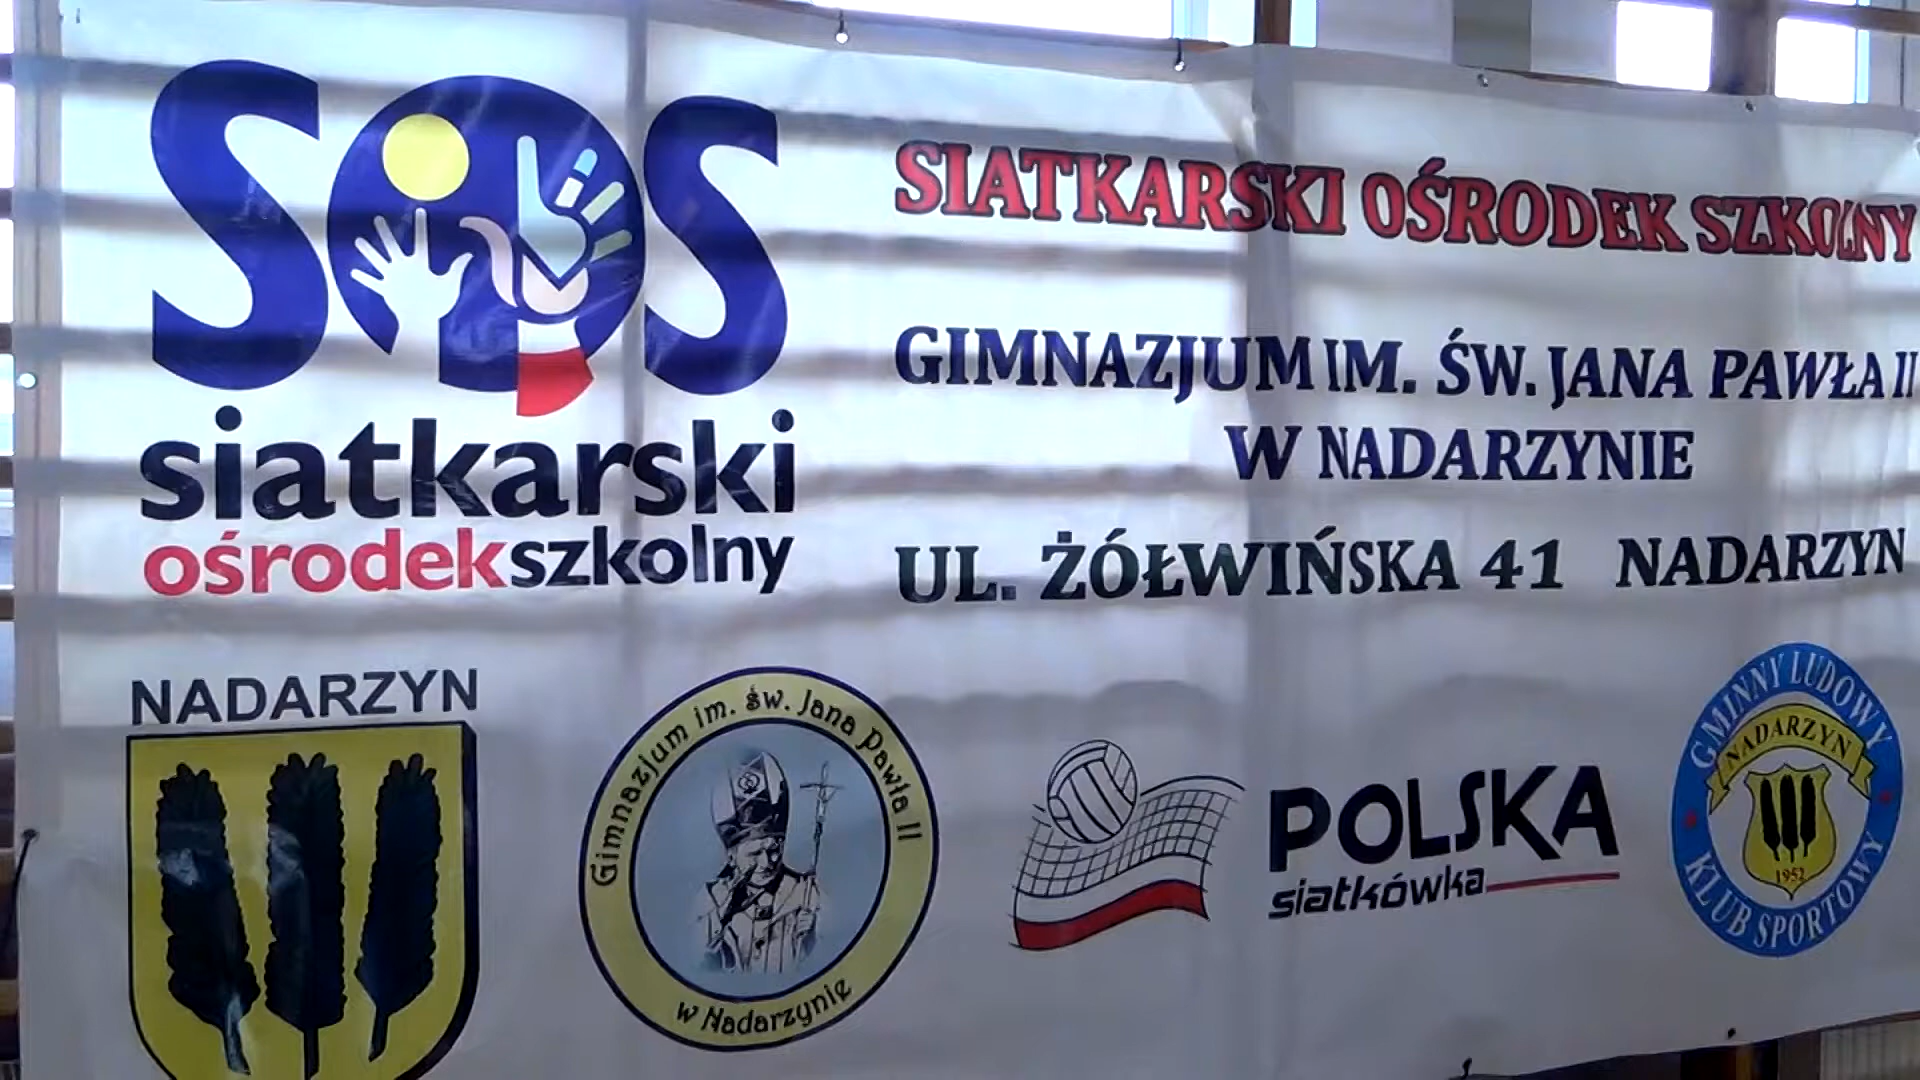 SOS
siatkarski
ośrodekszkolny
SIATKARSKI OŚRODEK SZKOLNY
GIMNAZJUM IM. ŚW. JANA PAWŁA II
W NADARZYNIE
UL. ŻÓŁWIŃSKA 41 NADARZYN
NADARZYN
Gimnazjum im. św. Jana Pawła II
w Nadarzynie
POLSKA
siatkówka
GMINNY LUDOWY
NADARZYN
1952
KLUB SPORTOWY